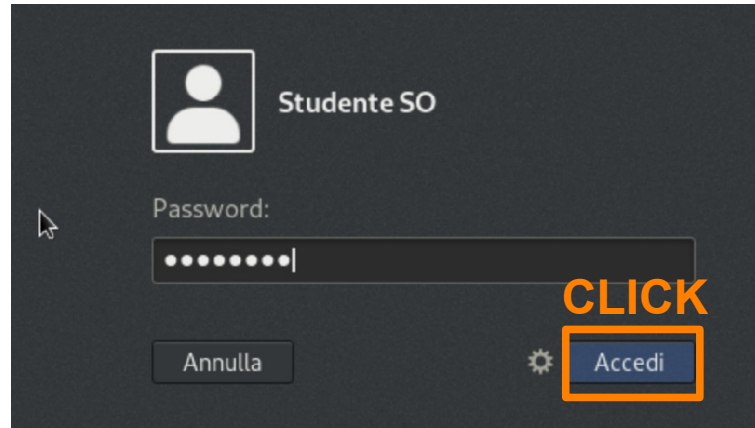 Studente SO
Password:
••••••••
CLICK
Annulla
Accedi